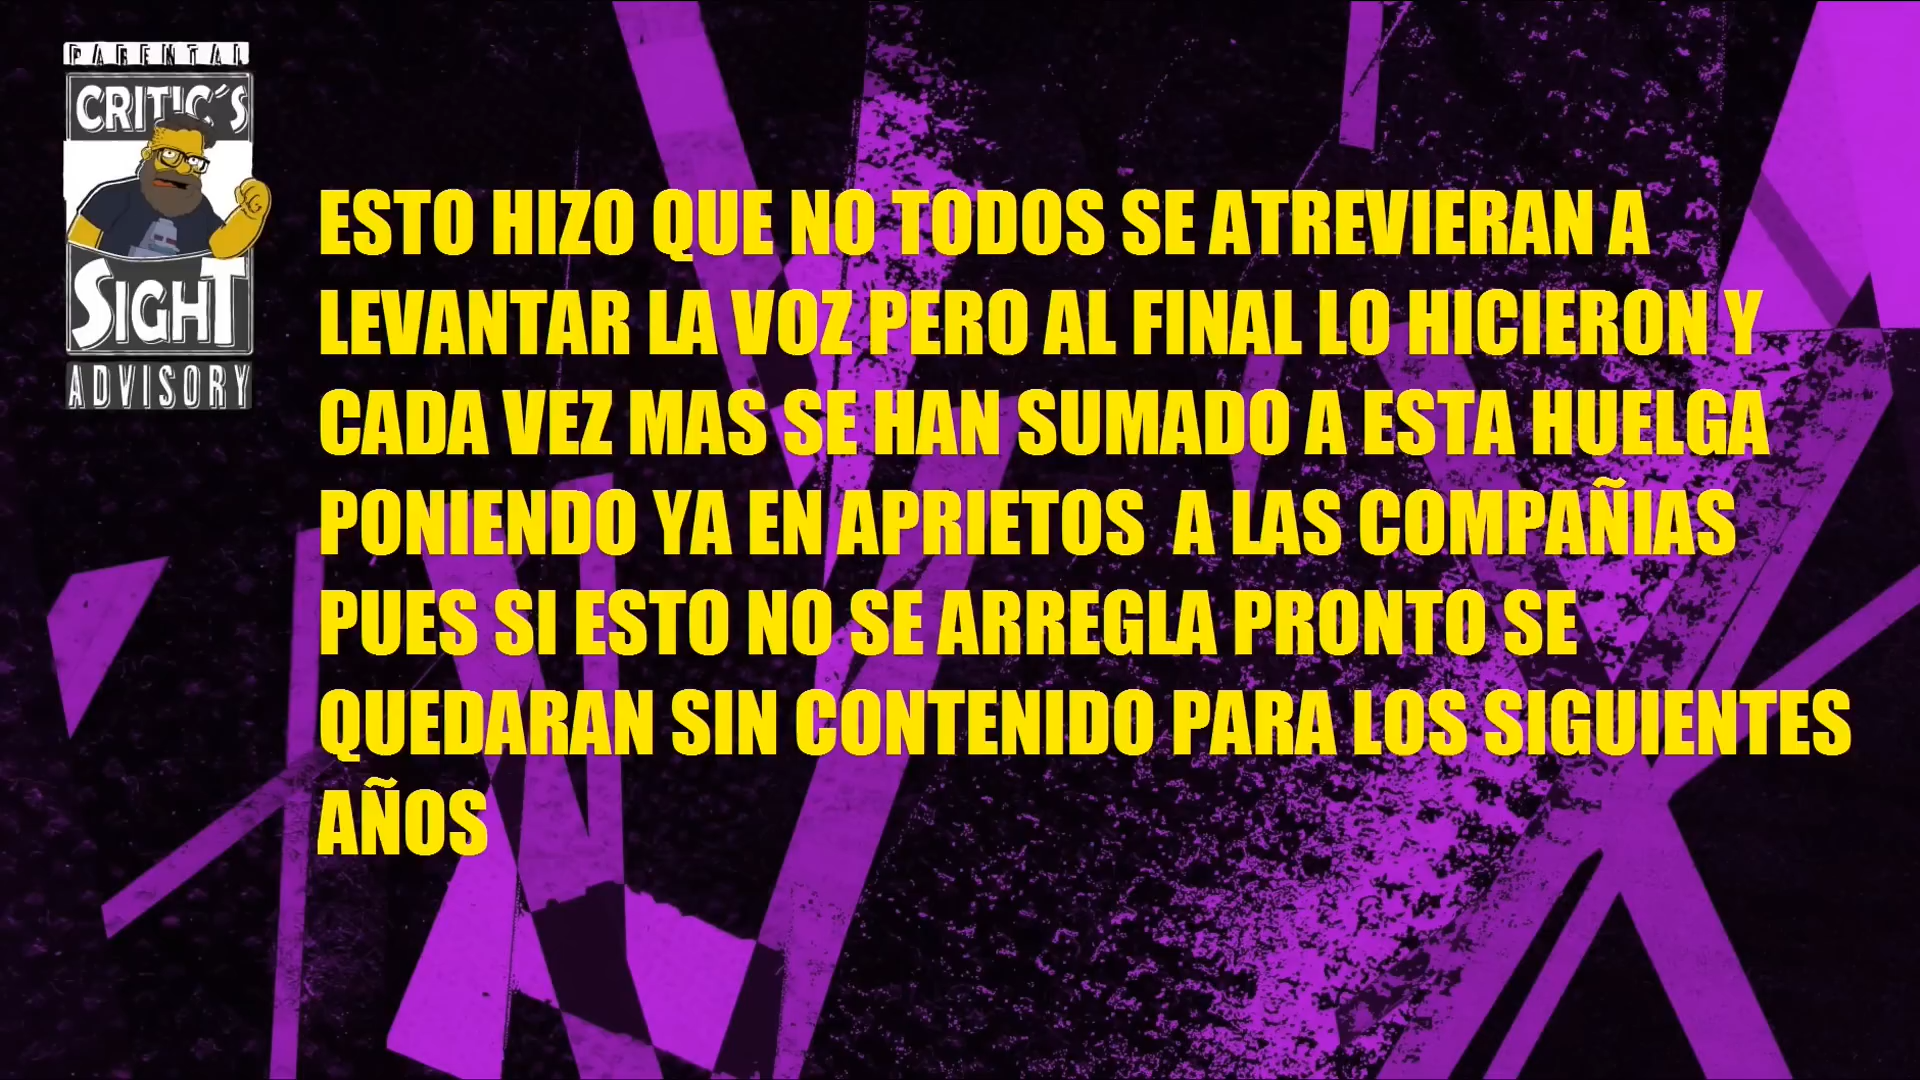 PARENTAL
CRITIC´S
SIGHT
ADVISORY
ESTO HIZO QUE NO TODOS SE ATREVIERAN A
LEVANTAR LA VOZ PERO AL FINAL LO HICIERON Y
CADA VEZ MAS SE HAN SUMADO A ESTA HUELGA
PONIENDO YA EN APRIETOS  A LAS COMPAÑIAS
PUES SI ESTO NO SE ARREGLA PRONTO SE
QUEDARAN SIN CONTENIDO PARA LOS SIGUIENTES
AÑOS